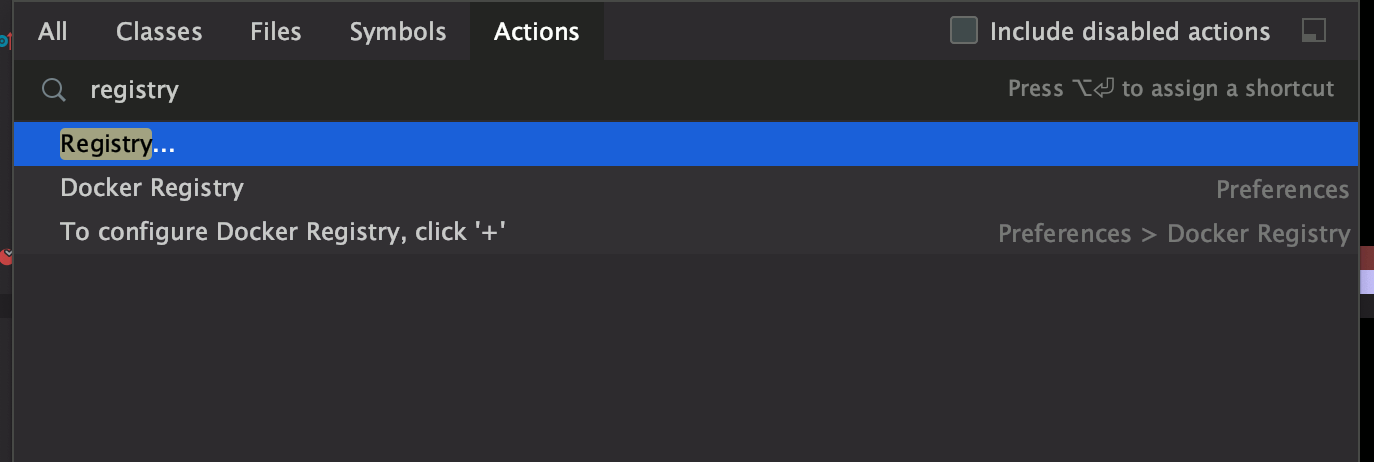 All Classes Files Symbols Actions Include disabled actions
registry Press ⌥⏎ to assign a shortcut
Registry...
Docker Registry Preferences
To configure Docker Registry, click '+' Preferences > Docker Registry